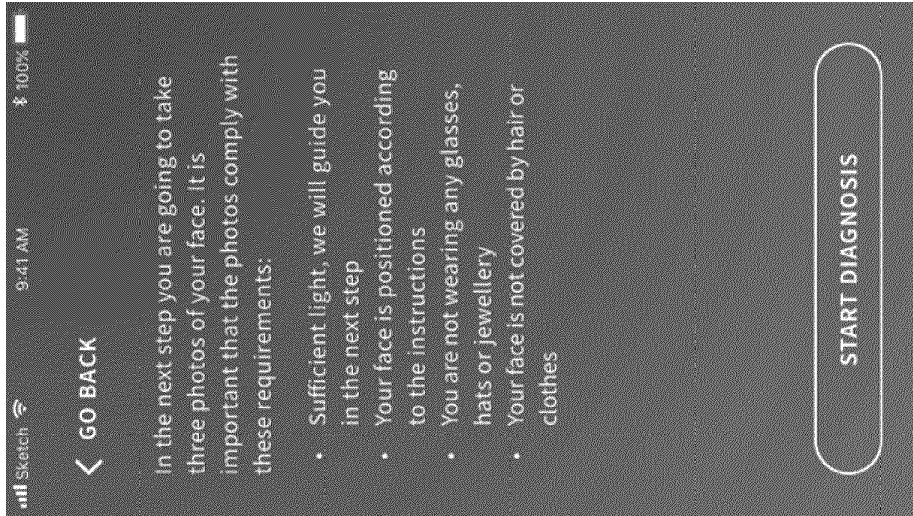 Sketch 9:41 AM 100%
GO BACK
In the next step you are going to take
three photos of your face. It is
important that the photos comply with
these requirements:
• Sufficient light, we will guide you
in the next step
• Your face is positioned according
to the instructions
• You are not wearing any glasses,
hats or jewellery
• Your face is not covered by hair or
clothes
START DIAGNOSIS